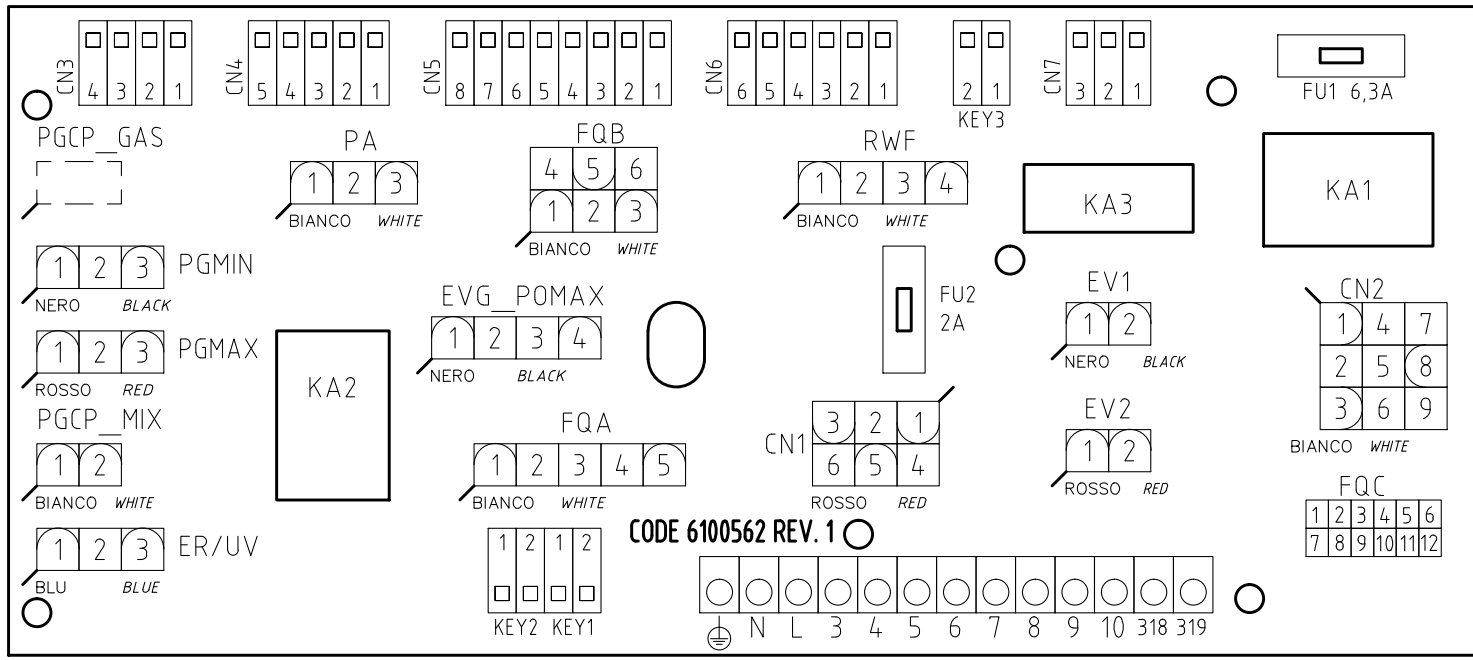 CN3
4 3 2 1
CN4
5 4 3 2 1
CN5
8 7 6 5 4 3 2 1
CN6
6 5 4 3 2 1
2 1
KEY3
CN7
3 2 1
FU1 6,3A
PGCP_GAS
PA
1 2 3
BIANCO WHITE
FQB
4 5 6
1 2 3
BIANCO WHITE
RWF
1 2 3 4
BIANCO WHITE
KA3
KA1
1 2 3 PGMIN
NERO BLACK
EVG_POMAX
1 2 3 4
NERO BLACK
FU2
2A
EV1
1 2
NERO BLACK
CN2
1 4 7
2 5 8
3 6 9
BIANCO WHITE
1 2 3 PGMAX
ROSSO RED
KA2
PGCP_MIX
1 2
BIANCO WHITE
FQA
1 2 3 4 5
BIANCO WHITE
CN1
3 2 1
6 5 4
ROSSO RED
EV2
1 2
ROSSO RED
FQC
1 2 3 4 5 6
7 8 9 10 11 12
1 2 3 ER/UV
BLU BLUE
1 2 1 2
KEY2 KEY1
CODE 6100562 REV. 1
N L 3 4 5 6 7 8 9 10 318 319